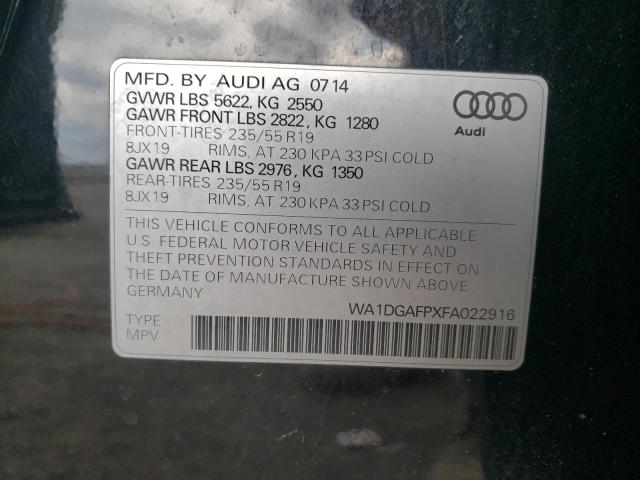 MFD. BY AUDI AG 0714
GVWR LBS 5622, KG 2550
GAWR FRONT LBS 2822, KG 1280
FRONT-TIRES 235/55 R19
8JX19 RIMS, AT 230 KPA 33 PSI COLD
GAWR REAR LBS 2976, KG 1350
REAR-TIRES 235/55 R19
8JX19 RIMS, AT 230 KPA 33 PSI COLD
Audi
THIS VEHICLE CONFORMS TO ALL APPLICABLE
U.S. FEDERAL MOTOR VEHICLE SAFETY AND
THEFT PREVENTION STANDARDS IN EFFECT ON
THE DATE OF MANUFACTURE SHOWN ABOVE
GERMANY
WA1DGAFPXFA022916
TYPE
MPV